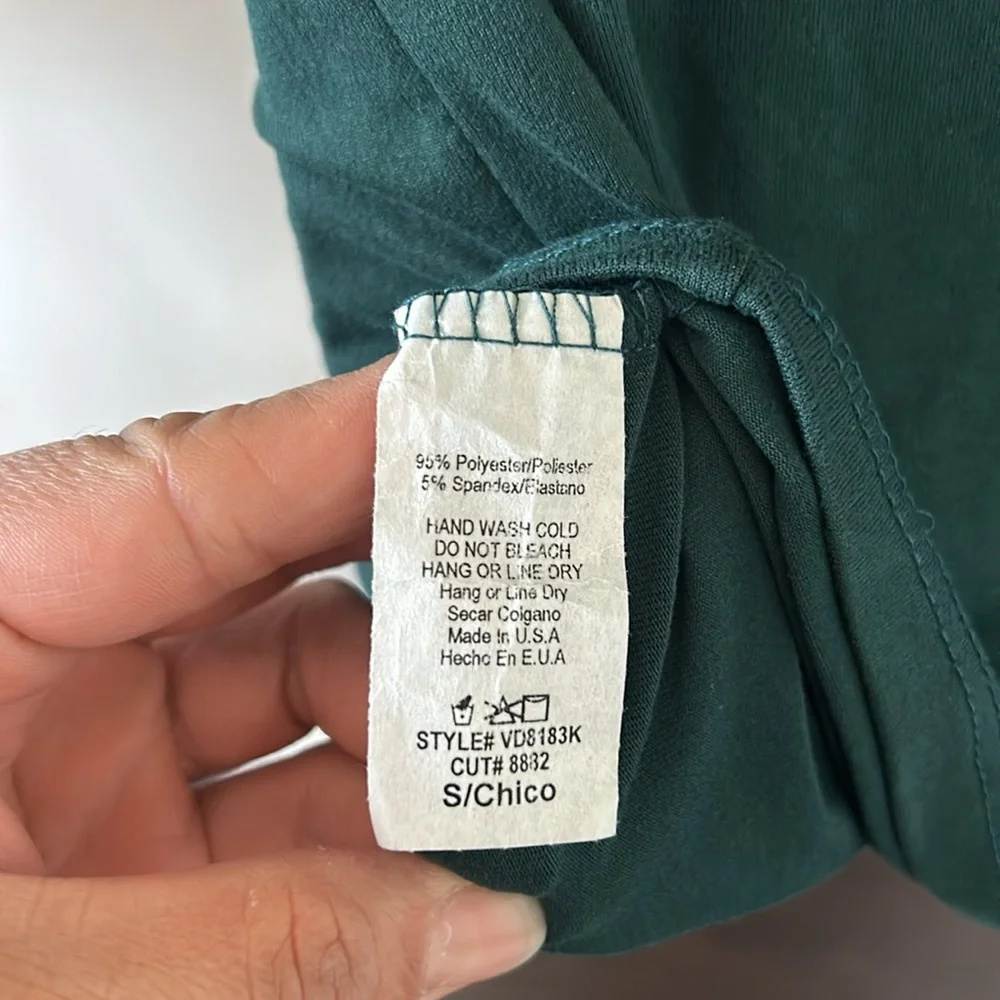 95% Polyester/Poliester
5% Spandex/Elastano
HAND WASH COLD
DO NOT BLEACH
HANG OR LINE DRY
Hang or Line Dry
Secar Colgano
Made In U.S.A
Hecho En E.U.A
STYLE# VD8183K
CUT# 8832
S/Chico